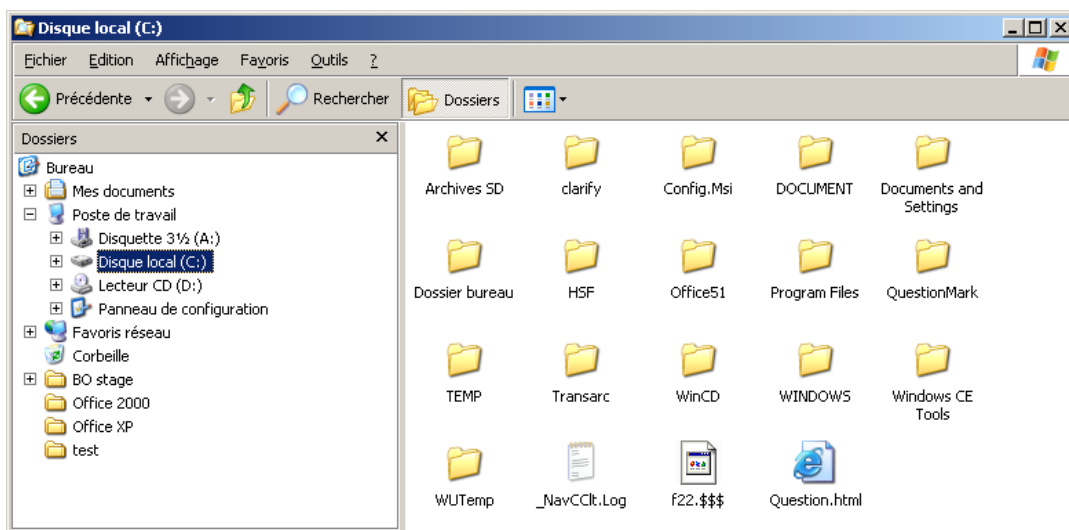 Disque local (C:)
Fichier Edition Affichage Favoris Outils ?
Précédente Rechercher Dossiers
Dossiers
Bureau
Mes documents
Poste de travail
Disquette 3½ (A:)
Disque local (C:)
Lecteur CD (D:)
Panneau de configuration
Favoris réseau
Corbeille
BO stage
Office 2000
Office XP
test
Archives SD clarify Config.Msi DOCUMENT Documents and
Settings
Dossier bureau HSF Office51 Program Files QuestionMark
TEMP Transarc WinCD WINDOWS Windows CE
Tools
WUTemp _NavCClt.Log f22.$$$ Question.html